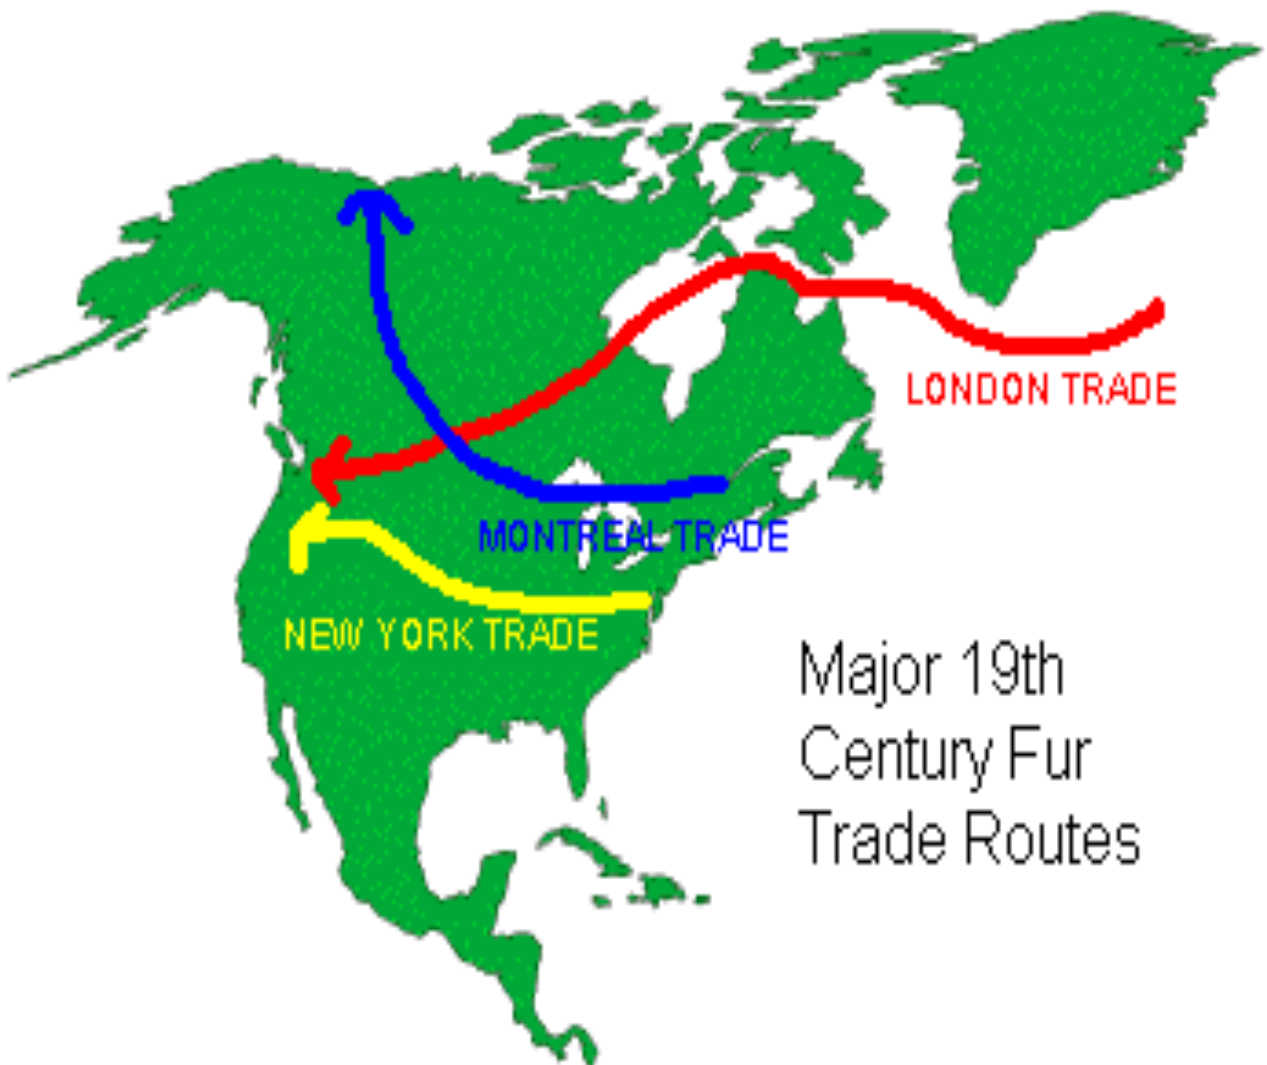 LONDON TRADE
MONTREAL TRADE
NEW YORK TRADE
Major 19th
Century Fur
Trade Routes